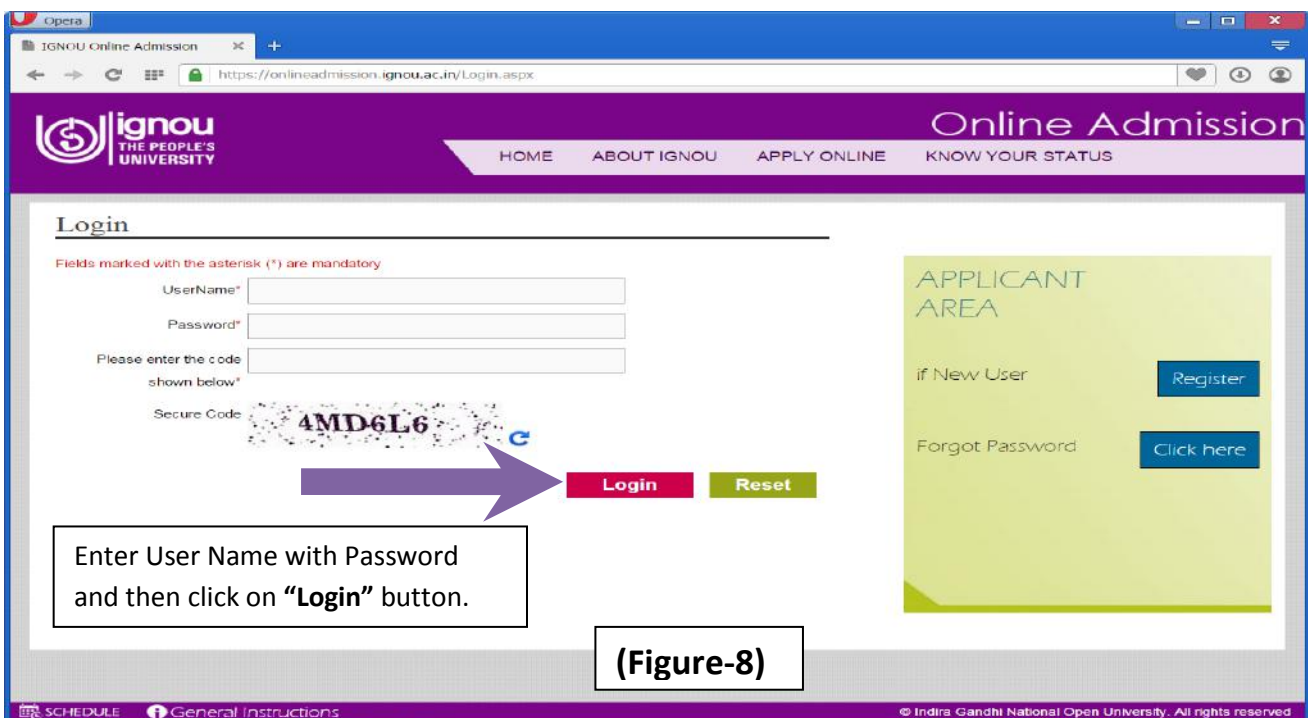 Opera
IGNOU Online Admission
https://onlineadmission.ignou.ac.in/Login.aspx
ignou
THE PEOPLE'S
UNIVERSITY
Online Admission
HOME ABOUT IGNOU APPLY ONLINE KNOW YOUR STATUS
Login
Fields marked with the asterisk (*) are mandatory
UserName*
Password*
Please enter the code
shown below*
Secure Code 4MD6L6
Login Reset
APPLICANT
AREA
if New User Register
Forgot Password Click here
Enter User Name with Password
and then click on “Login” button.
(Figure-8)
SCHEDULE General Instructions © Indira Gandhi National Open University. All rights reserved